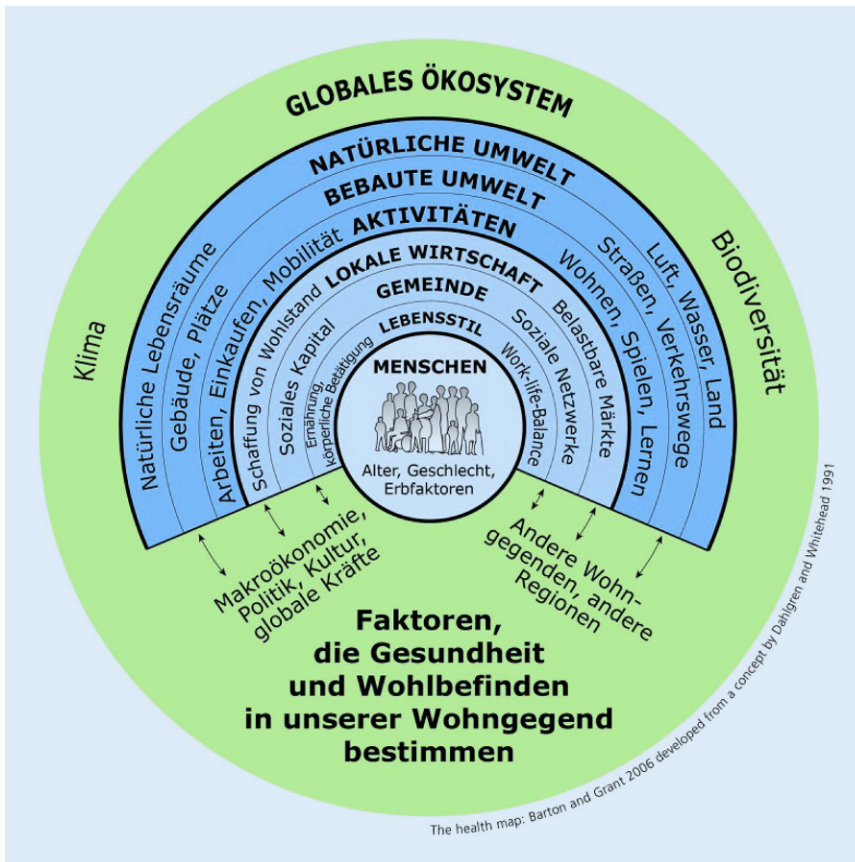 GLOBALES ÖKOSYSTEM
NATÜRLICHE UMWELT
BEBAUTE UMWELT
AKTIVITÄTEN
LOKALE WIRTSCHAFT
GEMEINDE
LEBENSSTIL
MENSCHEN
Alter, Geschlecht,
Erbfaktoren
Klima
Natürliche Lebensräume
Gebäude, Plätze
Arbeiten, Einkaufen, Mobilität
Schaffung von Wohlstand
Soziales Kapital
Ernährung,
körperliche Betätigung
Work-life-Balance
Soziale Netzwerke
Belastbare Märkte
Wohnen, Spielen, Lernen
Straßen, Verkehrswege
Luft, Wasser, Land
Biodiversität
Makroökonomie,
Politik, Kultur,
globale Kräfte
Andere Wohn-
gegenden, andere
Regionen
Faktoren,
die Gesundheit
und Wohlbefinden
in unserer Wohngegend
bestimmen
The health map: Barton and Grant 2006 developed from a concept by Dahlgren and Whitehead 1991